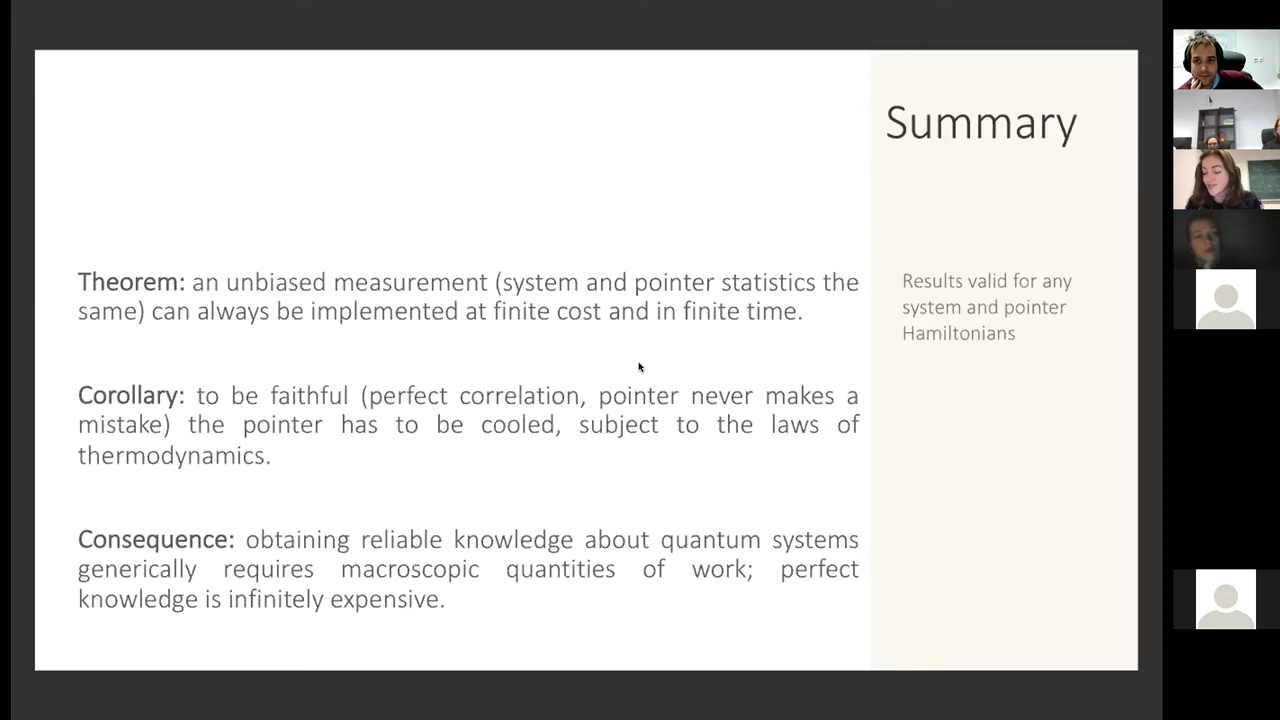 Summary
Theorem: an unbiased measurement (system and pointer statistics the
same) can always be implemented at finite cost and in finite time.
Corollary: to be faithful (perfect correlation, pointer never makes a
mistake) the pointer has to be cooled, subject to the laws of
thermodynamics.
Consequence: obtaining reliable knowledge about quantum systems
generically requires macroscopic quantities of work; perfect
knowledge is infinitely expensive.
Results valid for any
system and pointer
Hamiltonians